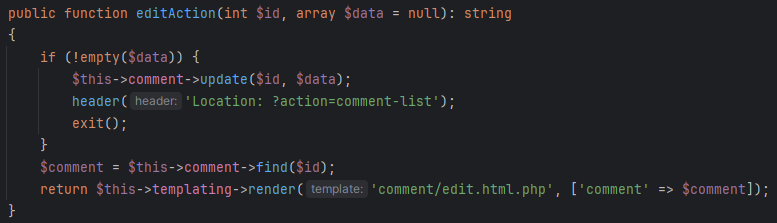 public function editAction(int $id, array $data = null): string
{
    if (!empty($data)) {
        $this->comment->update($id, $data);
        header( header: 'Location: ?action=comment-list');
        exit();
    }
    $comment = $this->comment->find($id);
    return $this->templating->render( template: 'comment/edit.html.php', ['comment' => $comment]);
}